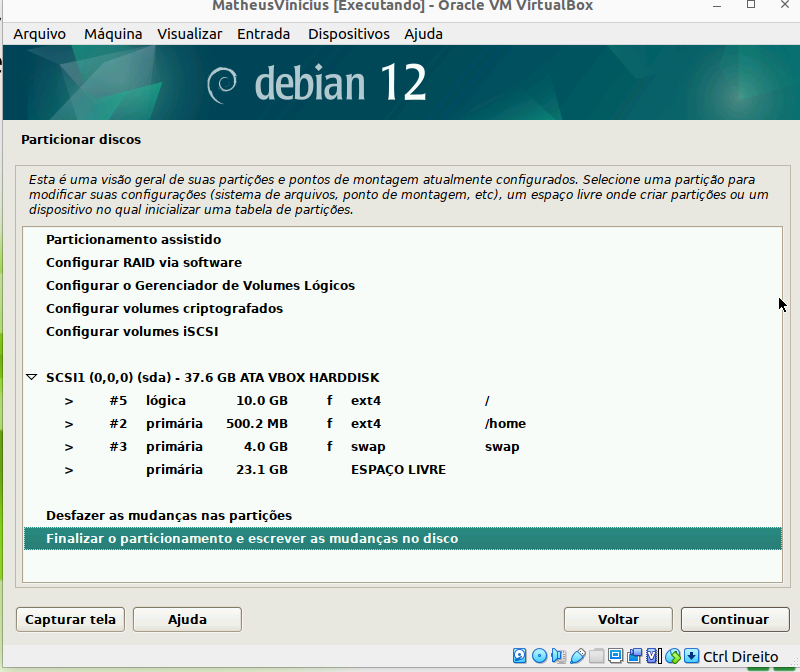 MatheusVinicius [Executando] - Oracle VM VirtualBox
Arquivo Máquina Visualizar Entrada Dispositivos Ajuda
debian 12
Particionar discos
Esta é uma visão geral de suas partições e pontos de montagem atualmente configurados. Selecione uma partição para
modificar suas configurações (sistema de arquivos, ponto de montagem, etc), um espaço livre onde criar partições ou um
dispositivo no qual inicializar uma tabela de partições.
Particionamento assistido
Configurar RAID via software
Configurar o Gerenciador de Volumes Lógicos
Configurar volumes criptografados
Configurar volumes iSCSI
SCSI1 (0,0,0) (sda) - 37.6 GB ATA VBOX HARDDISK
> #5 lógica 10.0 GB f ext4 /
> #2 primária 500.2 MB f ext4 /home
> #3 primária 4.0 GB f swap swap
> primária 23.1 GB ESPAÇO LIVRE
Desfazer as mudanças nas partições
Finalizar o particionamento e escrever as mudanças no disco
Capturar tela Ajuda Voltar Continuar
Ctrl Direito